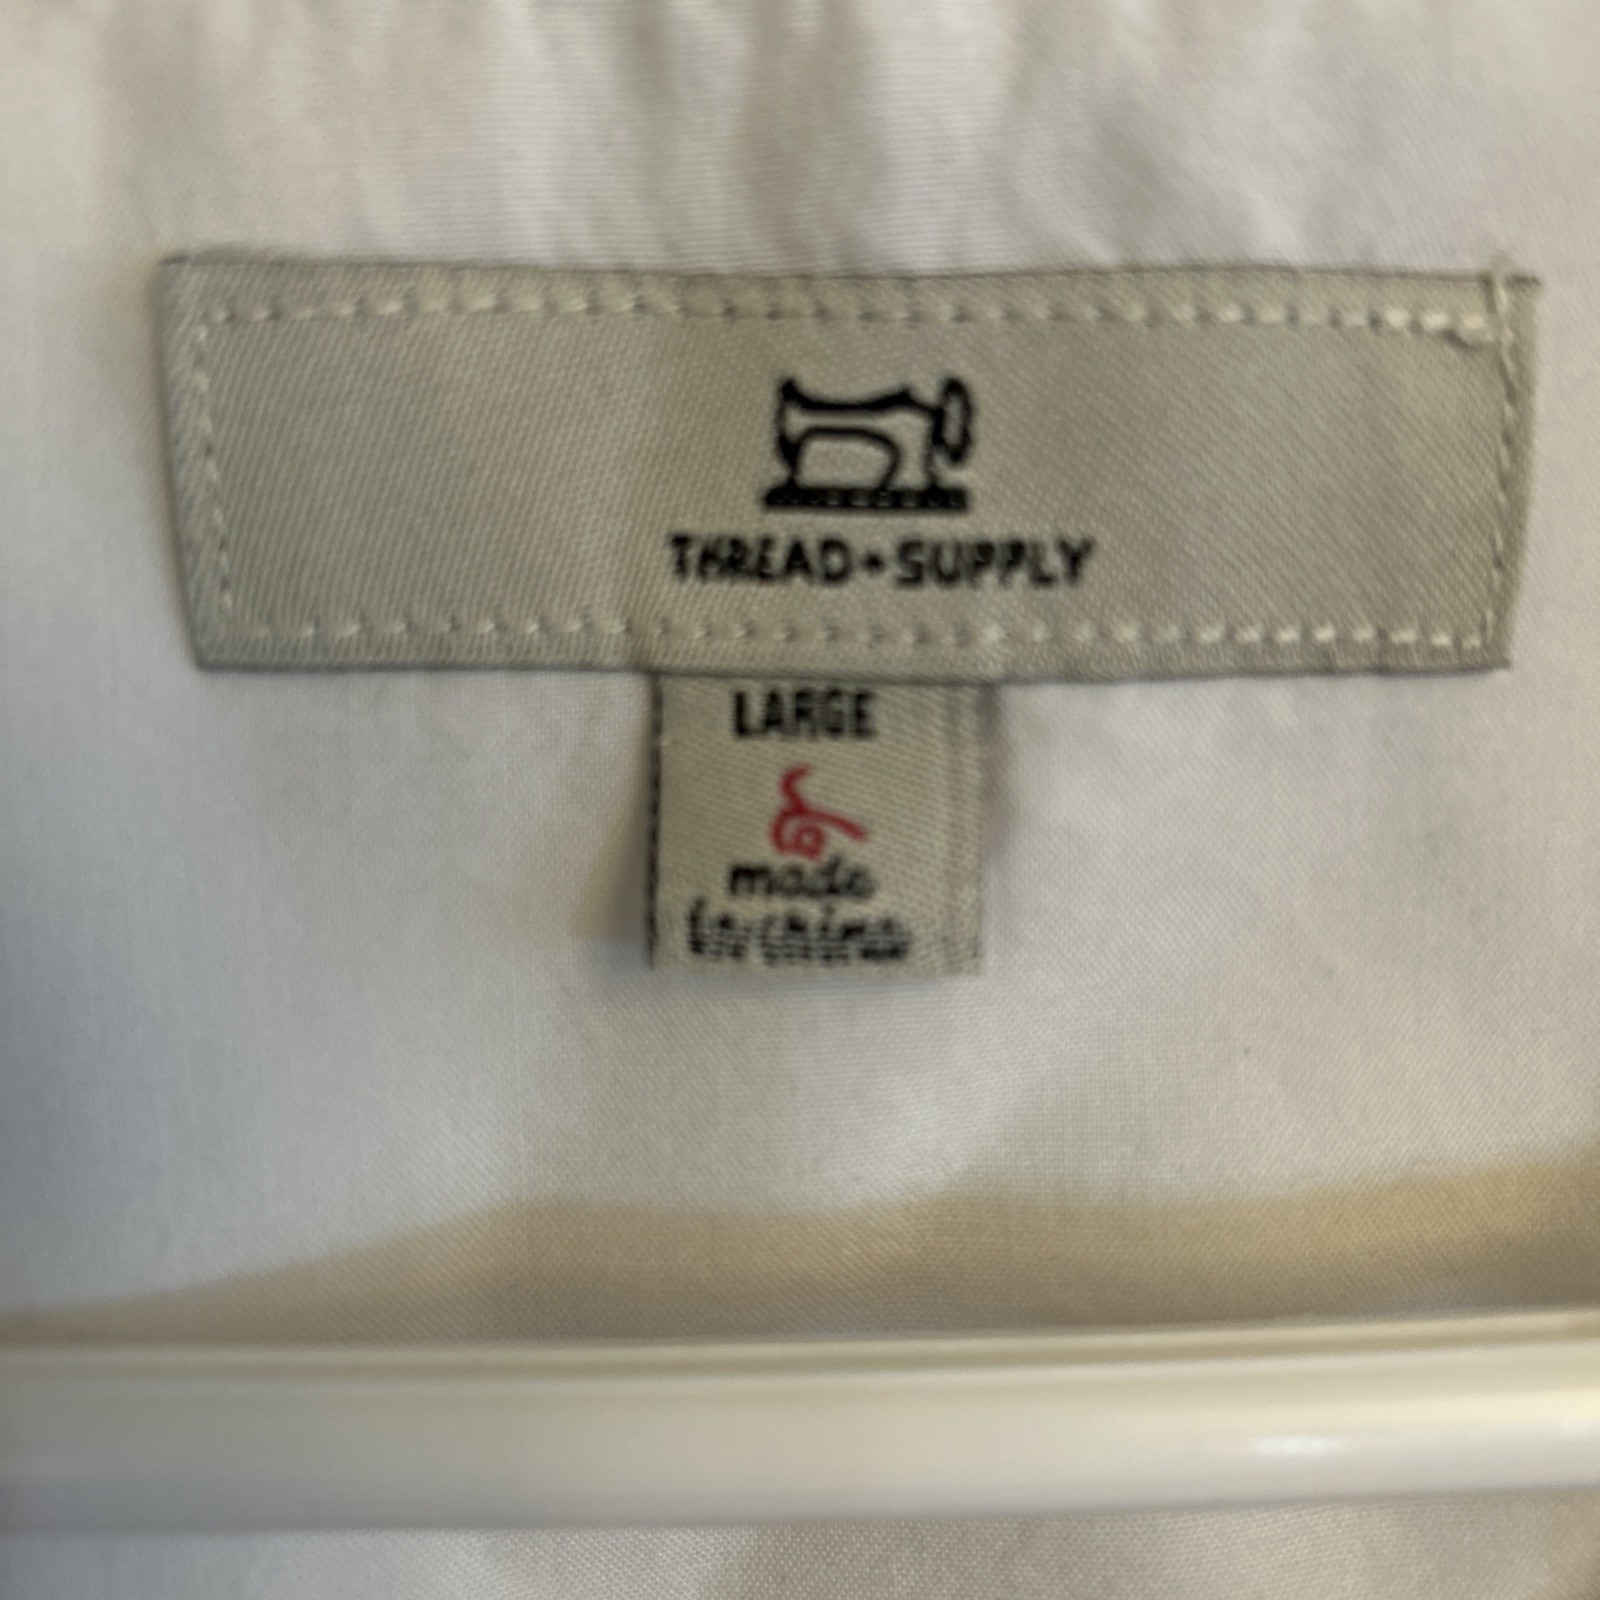 THREAD+SUPPLY
LARGE
made
in china